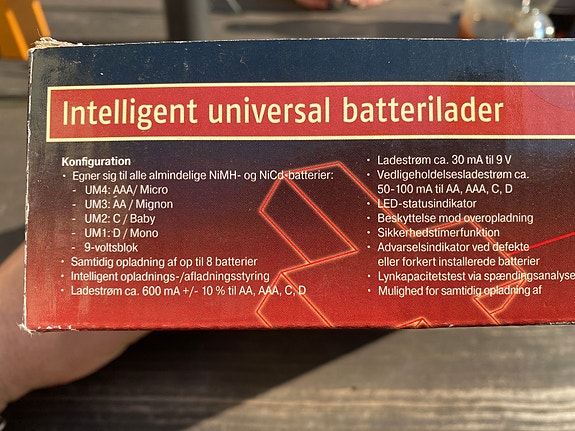 Intelligent universal batterilader
Konfiguration
· Egner sig til alle almindelige NiMH- og NiCd-batterier:
- UM4: AAA/ Micro
- UM3: AA / Mignon
- UM2: C / Baby
- UM1: D / Mono
- 9-voltsblok
· Samtidig opladning af op til 8 batterier
· Intelligent opladnings-/afladningsstyring
· Ladestrøm ca. 600 mA +/- 10 % til AA, AAA, C, D
· Ladestrøm ca. 30 mA til 9 V
· Vedligeholdelsesladestrøm ca.
50-100 mA til AA, AAA, C, D
· LED-statusindikator
· Beskyttelse mod overopladning
· Sikkerhedstimerfunktion
· Advarselsindikator ved defekte
eller forkert installerede batterier
· Lynkapacitetstest via spændingsanalyse
· Mulighed for samtidig opladning af